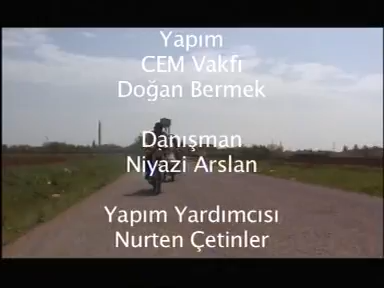 Yapım
CEM Vakfı
Doğan Bermek
Danışman
Niyazi Arslan
Yapım Yardımcısı
Nurten Çetinler